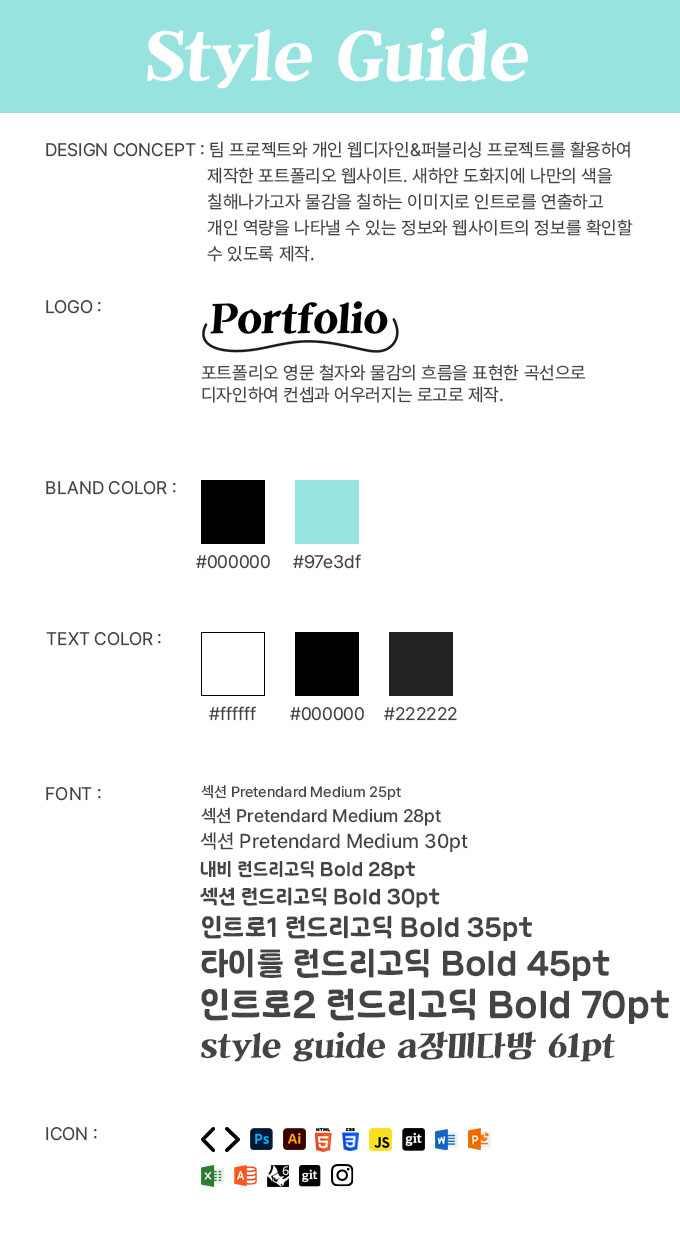 Style Guide
DESIGN CONCEPT : 팀 프로젝트와 개인 웹디자인&퍼블리싱 프로젝트를 활용하여
제작한 포트폴리오 웹사이트. 새하얀 도화지에 나만의 색을
칠해나가고자 물감을 칠하는 이미지로 인트로를 연출하고
개인 역량을 나타낼 수 있는 정보와 웹사이트의 정보를 확인할
수 있도록 제작.
LOGO :
Portfolio
포트폴리오 영문 철자와 물감의 흐름을 표현한 곡선으로
디자인하여 컨셉과 어우러지는 로고로 제작.
BLAND COLOR :
#000000 #97e3df
TEXT COLOR :
#ffffff #000000 #222222
FONT :
섹션 Pretendard Medium 25pt
섹션 Pretendard Medium 28pt
섹션 Pretendard Medium 30pt
내비 런드리고딕 Bold 28pt
섹션 런드리고딕 Bold 30pt
인트로1 런드리고딕 Bold 35pt
타이틀 런드리고딕 Bold 45pt
인트로2 런드리고딕 Bold 70pt
style guide a장미다방 61pt
ICON :
Ps Ai HTML 5 CSS 3 JS git W P
X A 6 git